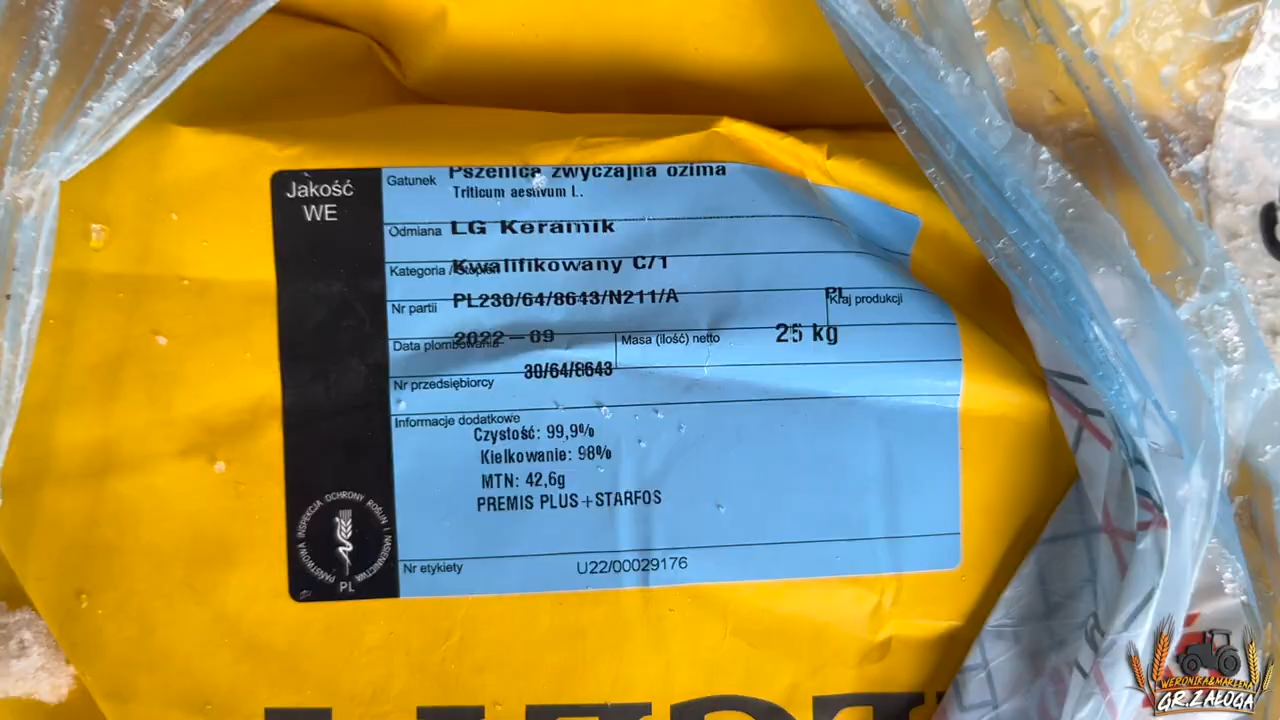 Jakość
WE
Gatunek Pszenica zwyczajna ozima
Triticum aestivum L.
Odmiana LG Keramik
Kategoria / Stopień Kwalifikowany C/1
Nr partii PL230/64/8643/N211/A PL Kraj produkcji
Data plombowania 2022 - 09 Masa (ilość) netto 25 kg
Nr przedsiębiorcy 30/64/8643
Informacje dodatkowe
Czystość: 99,9%
Kielkowanie: 98%
MTN: 42,6g
PREMIS PLUS+STARFOS
PAŃSTWOWA INSPEKCJA OCHRONY ROŚLIN I NASIENNICTWA
PL
Nr etykiety U22/00029176
WERONIKA&MARLENA
GR.ZAŁOGA